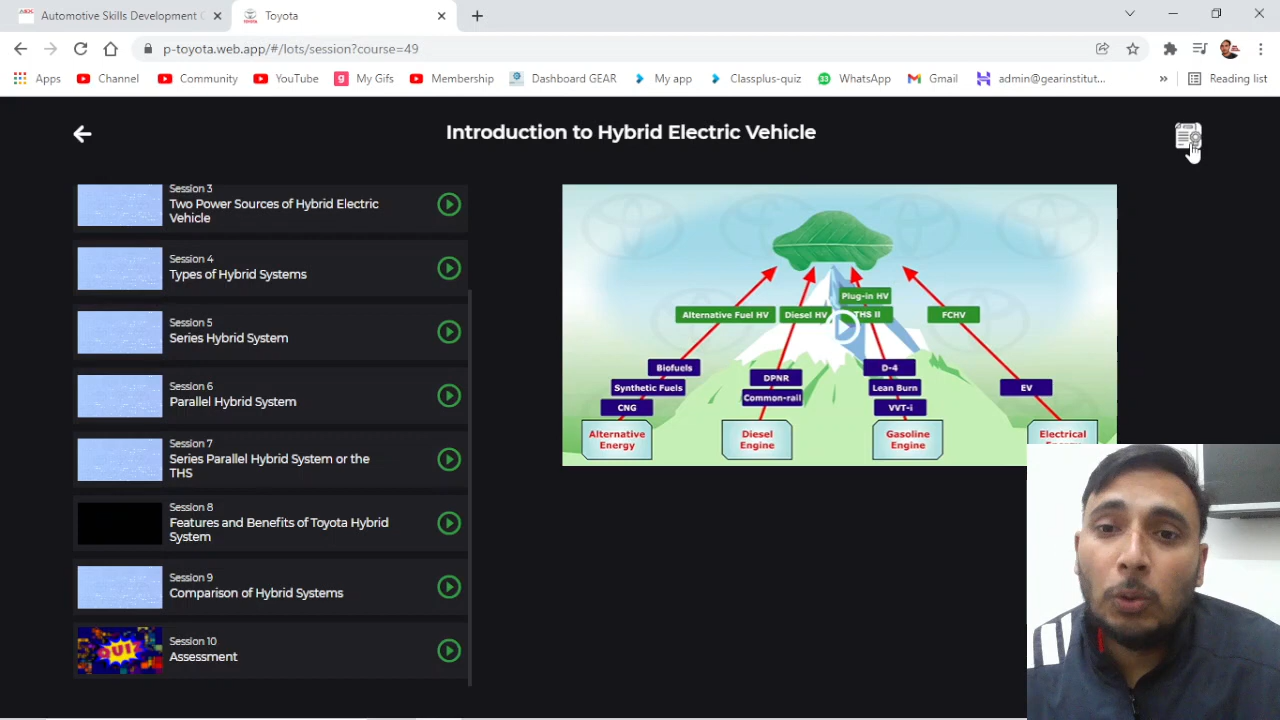 Automotive Skills Development C
Toyota
p-toyota.web.app/#/lots/session?course=49
Apps
Channel
Community
YouTube
My Gifs
Membership
Dashboard GEAR
My app
Classplus-quiz
WhatsApp
Gmail
admin@gearinstitut...
»
Reading list
Introduction to Hybrid Electric Vehicle
Session 3
Two Power Sources of Hybrid Electric
Vehicle
Session 4
Types of Hybrid Systems
Session 5
Series Hybrid System
Session 6
Parallel Hybrid System
Session 7
Series Parallel Hybrid System or the
THS
Session 8
Features and Benefits of Toyota Hybrid
System
Session 9
Comparison of Hybrid Systems
QUIZ
Session 10
Assessment
Plug-in HV
Alternative Fuel HV
Diesel HV
THS II
FCHV
Biofuels
Synthetic Fuels
CNG
DPNR
Common-rail
D-4
Lean Burn
VVT-i
EV
Alternative
Energy
Diesel
Engine
Gasoline
Engine
Electrical